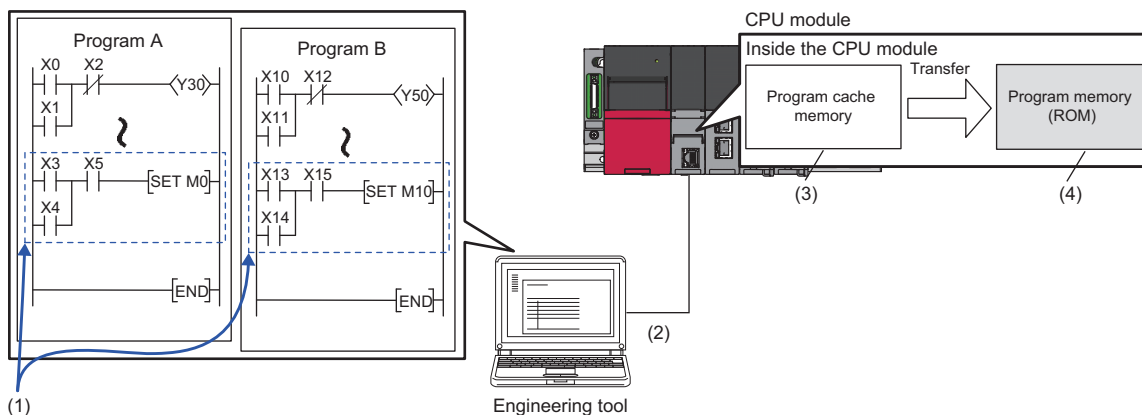 Program A
X0
X2
Y30
X1
X3
X5
SET M0
X4
END
Program B
X10
X12
Y50
X11
X13
X15
SET M10
X14
END
(1)
Engineering tool
(2)
CPU module
Inside the CPU module
Program cache
memory
Transfer
Program memory
(ROM)
(3)
(4)